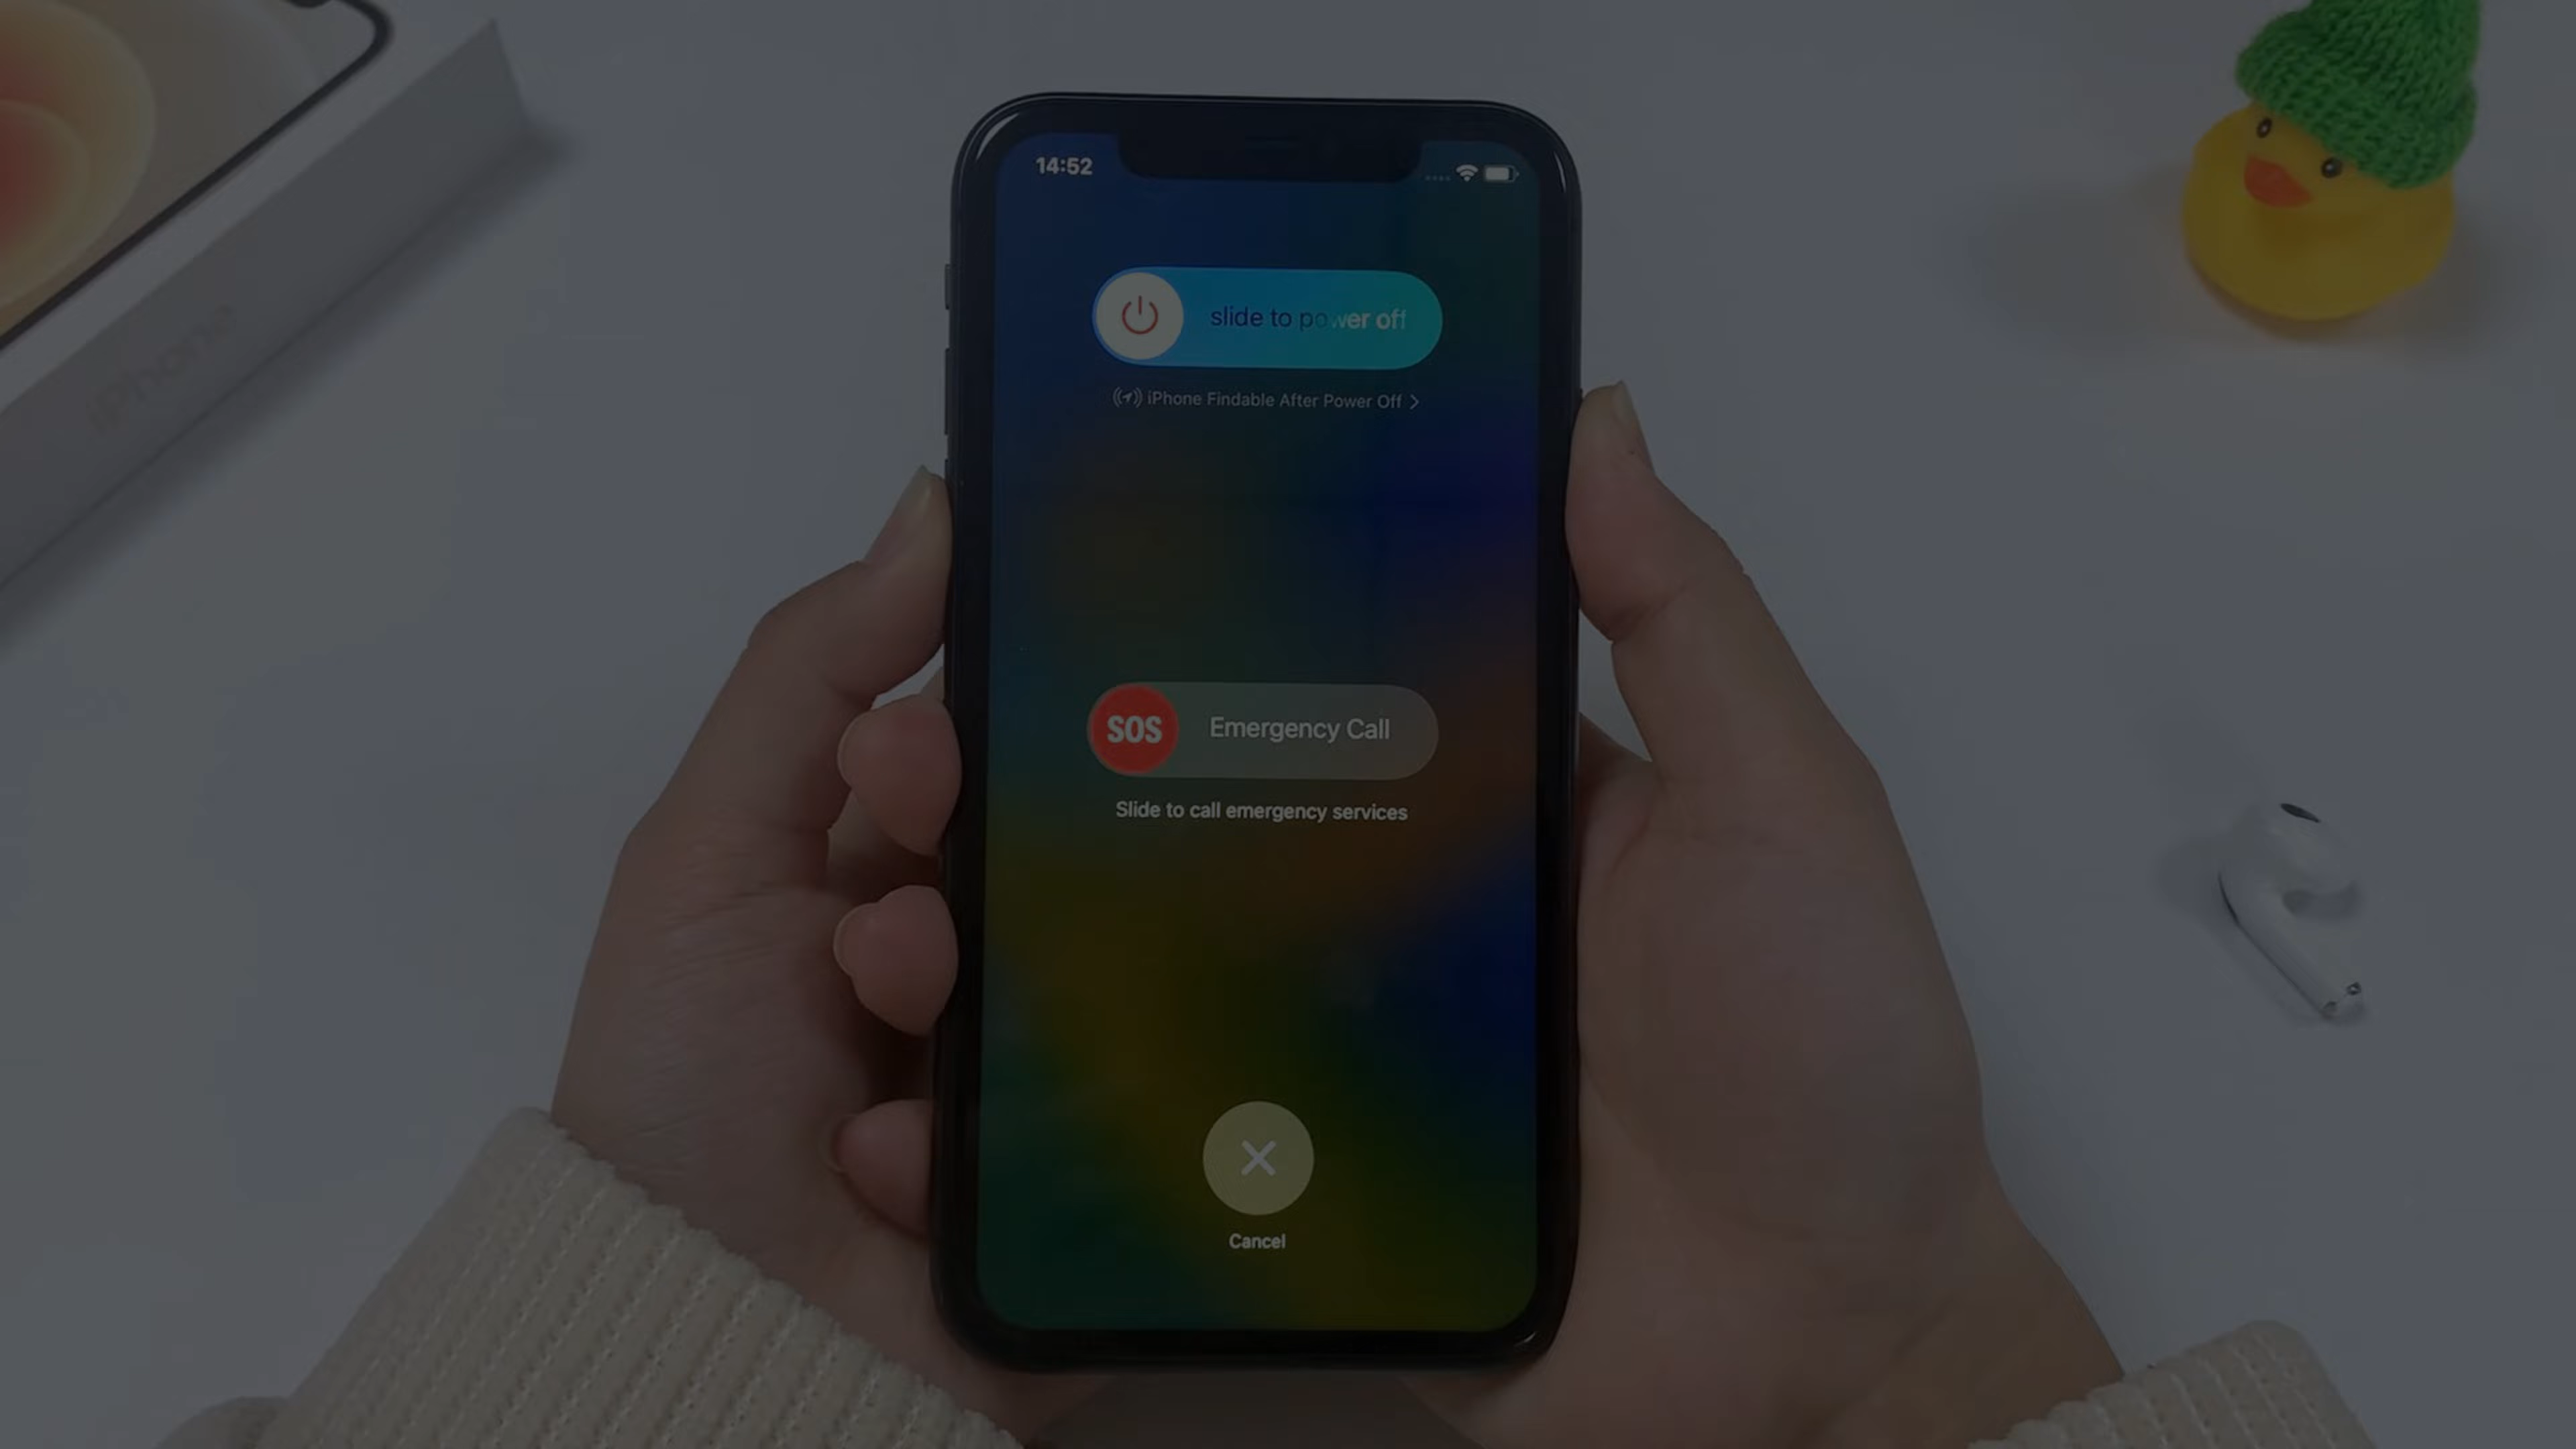 iPhone
14:52
slide to power off
iPhone Findable After Power Off
SOS Emergency Call
Slide to call emergency services
Cancel